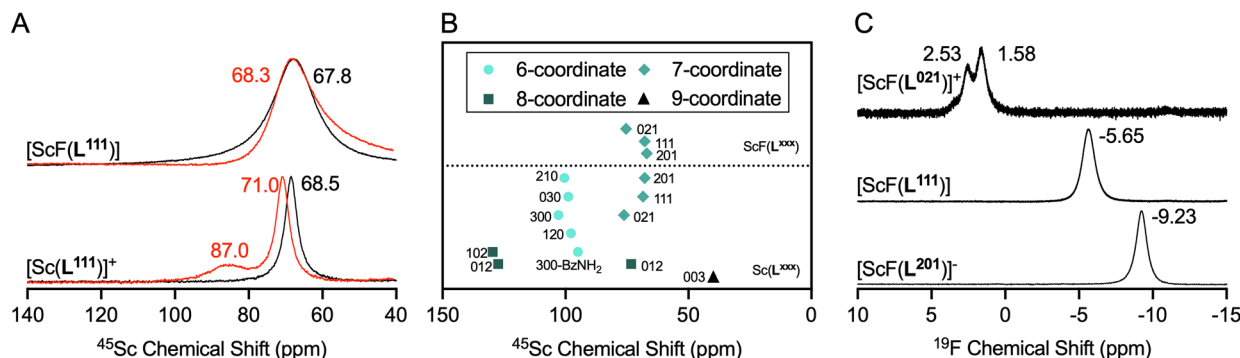 A
68.3
67.8
[ScF(L¹¹¹)]
71.0
68.5
87.0
[Sc(L¹¹¹)]⁺
140 120 100 80 60 40
⁴⁵Sc Chemical Shift (ppm)
B
6-coordinate
7-coordinate
8-coordinate
9-coordinate
021
111
201
ScF(Lˣˣˣ)
210
201
030
111
300
021
120
102
012
300-BzNH₂
012
003
Sc(Lˣˣˣ)
150 100 50 0
⁴⁵Sc Chemical Shift (ppm)
C
2.53
1.58
[ScF(L⁰²¹)]⁺
-5.65
[ScF(L¹¹¹)]
-9.23
[ScF(L²⁰¹)]⁻
10 5 0 -5 -10 -15
¹⁹F Chemical Shift (ppm)